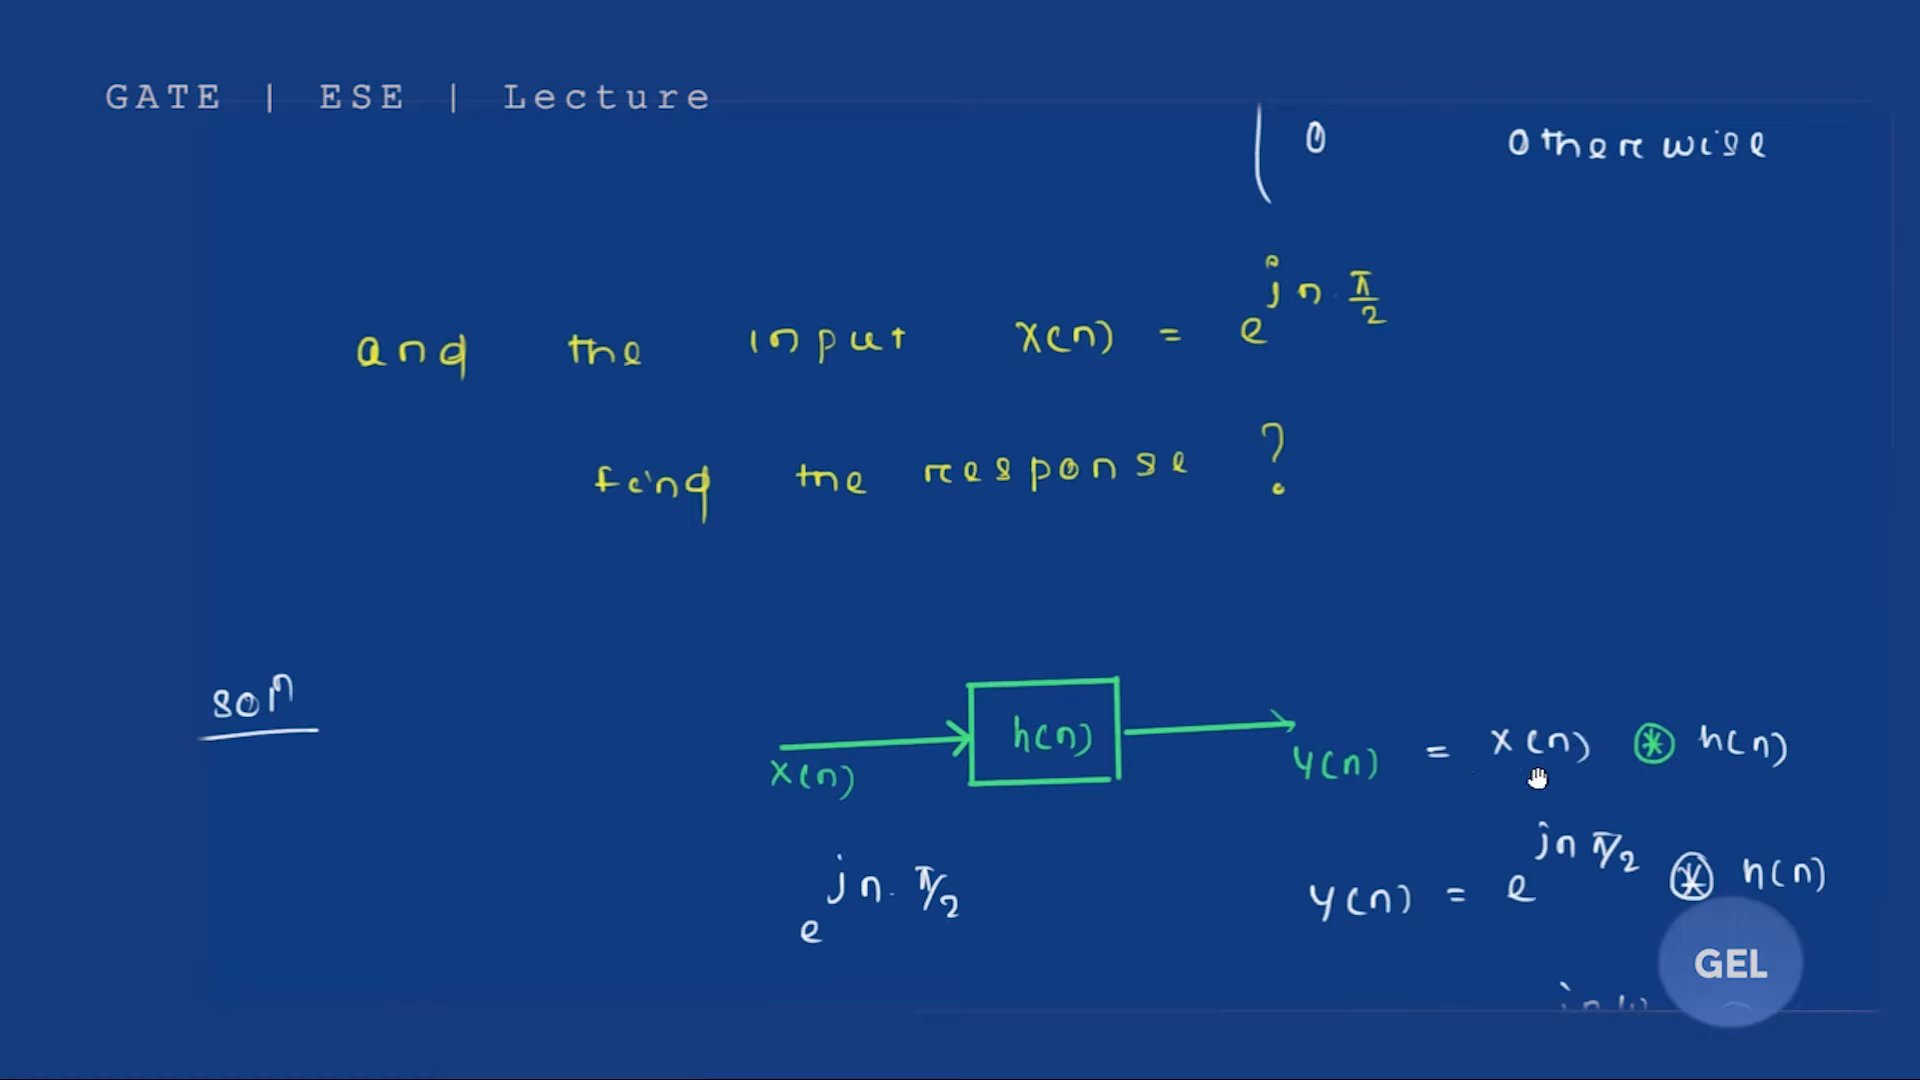 GATE | ESE | Lecture
0 otherwise
and the input x(n) = e^{jn·π/2}
find the response ?
soln
x(n) h(n) y(n) = x(n) ⊛ h(n)
e^{jn·π/2} y(n) = e^{jnπ/2} ⊛ h(n)
GEL